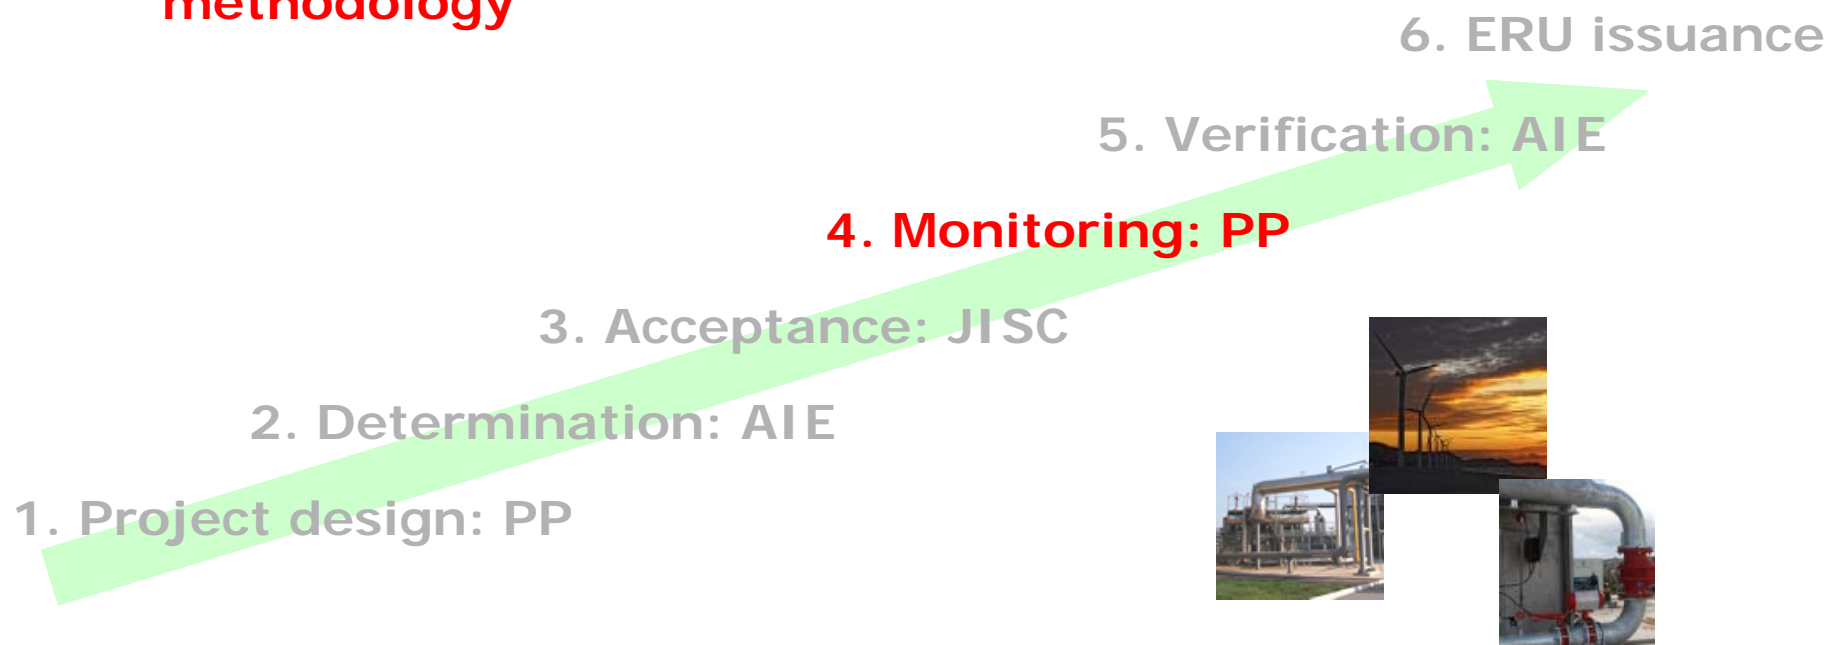 methodology
6. ERU issuance
5. Verification: AIE
4. Monitoring: PP
3. Acceptance: JISC
2. Determination: AIE
1. Project design: PP